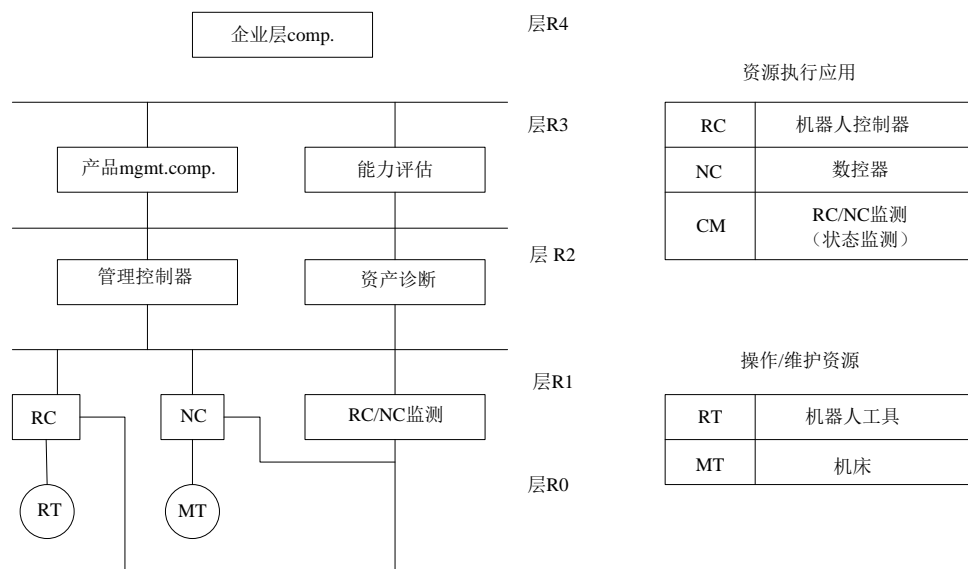 企业层comp.
层R4
资源执行应用
层R3
RC
机器人控制器
产品mgmt.comp.
能力评估
NC
数控器
CM
RC/NC监测
（状态监测）
层 R2
管理控制器
资产诊断
操作/维护资源
层R1
RC
NC
RC/NC监测
RT
机器人工具
MT
机床
层R0
RT
MT